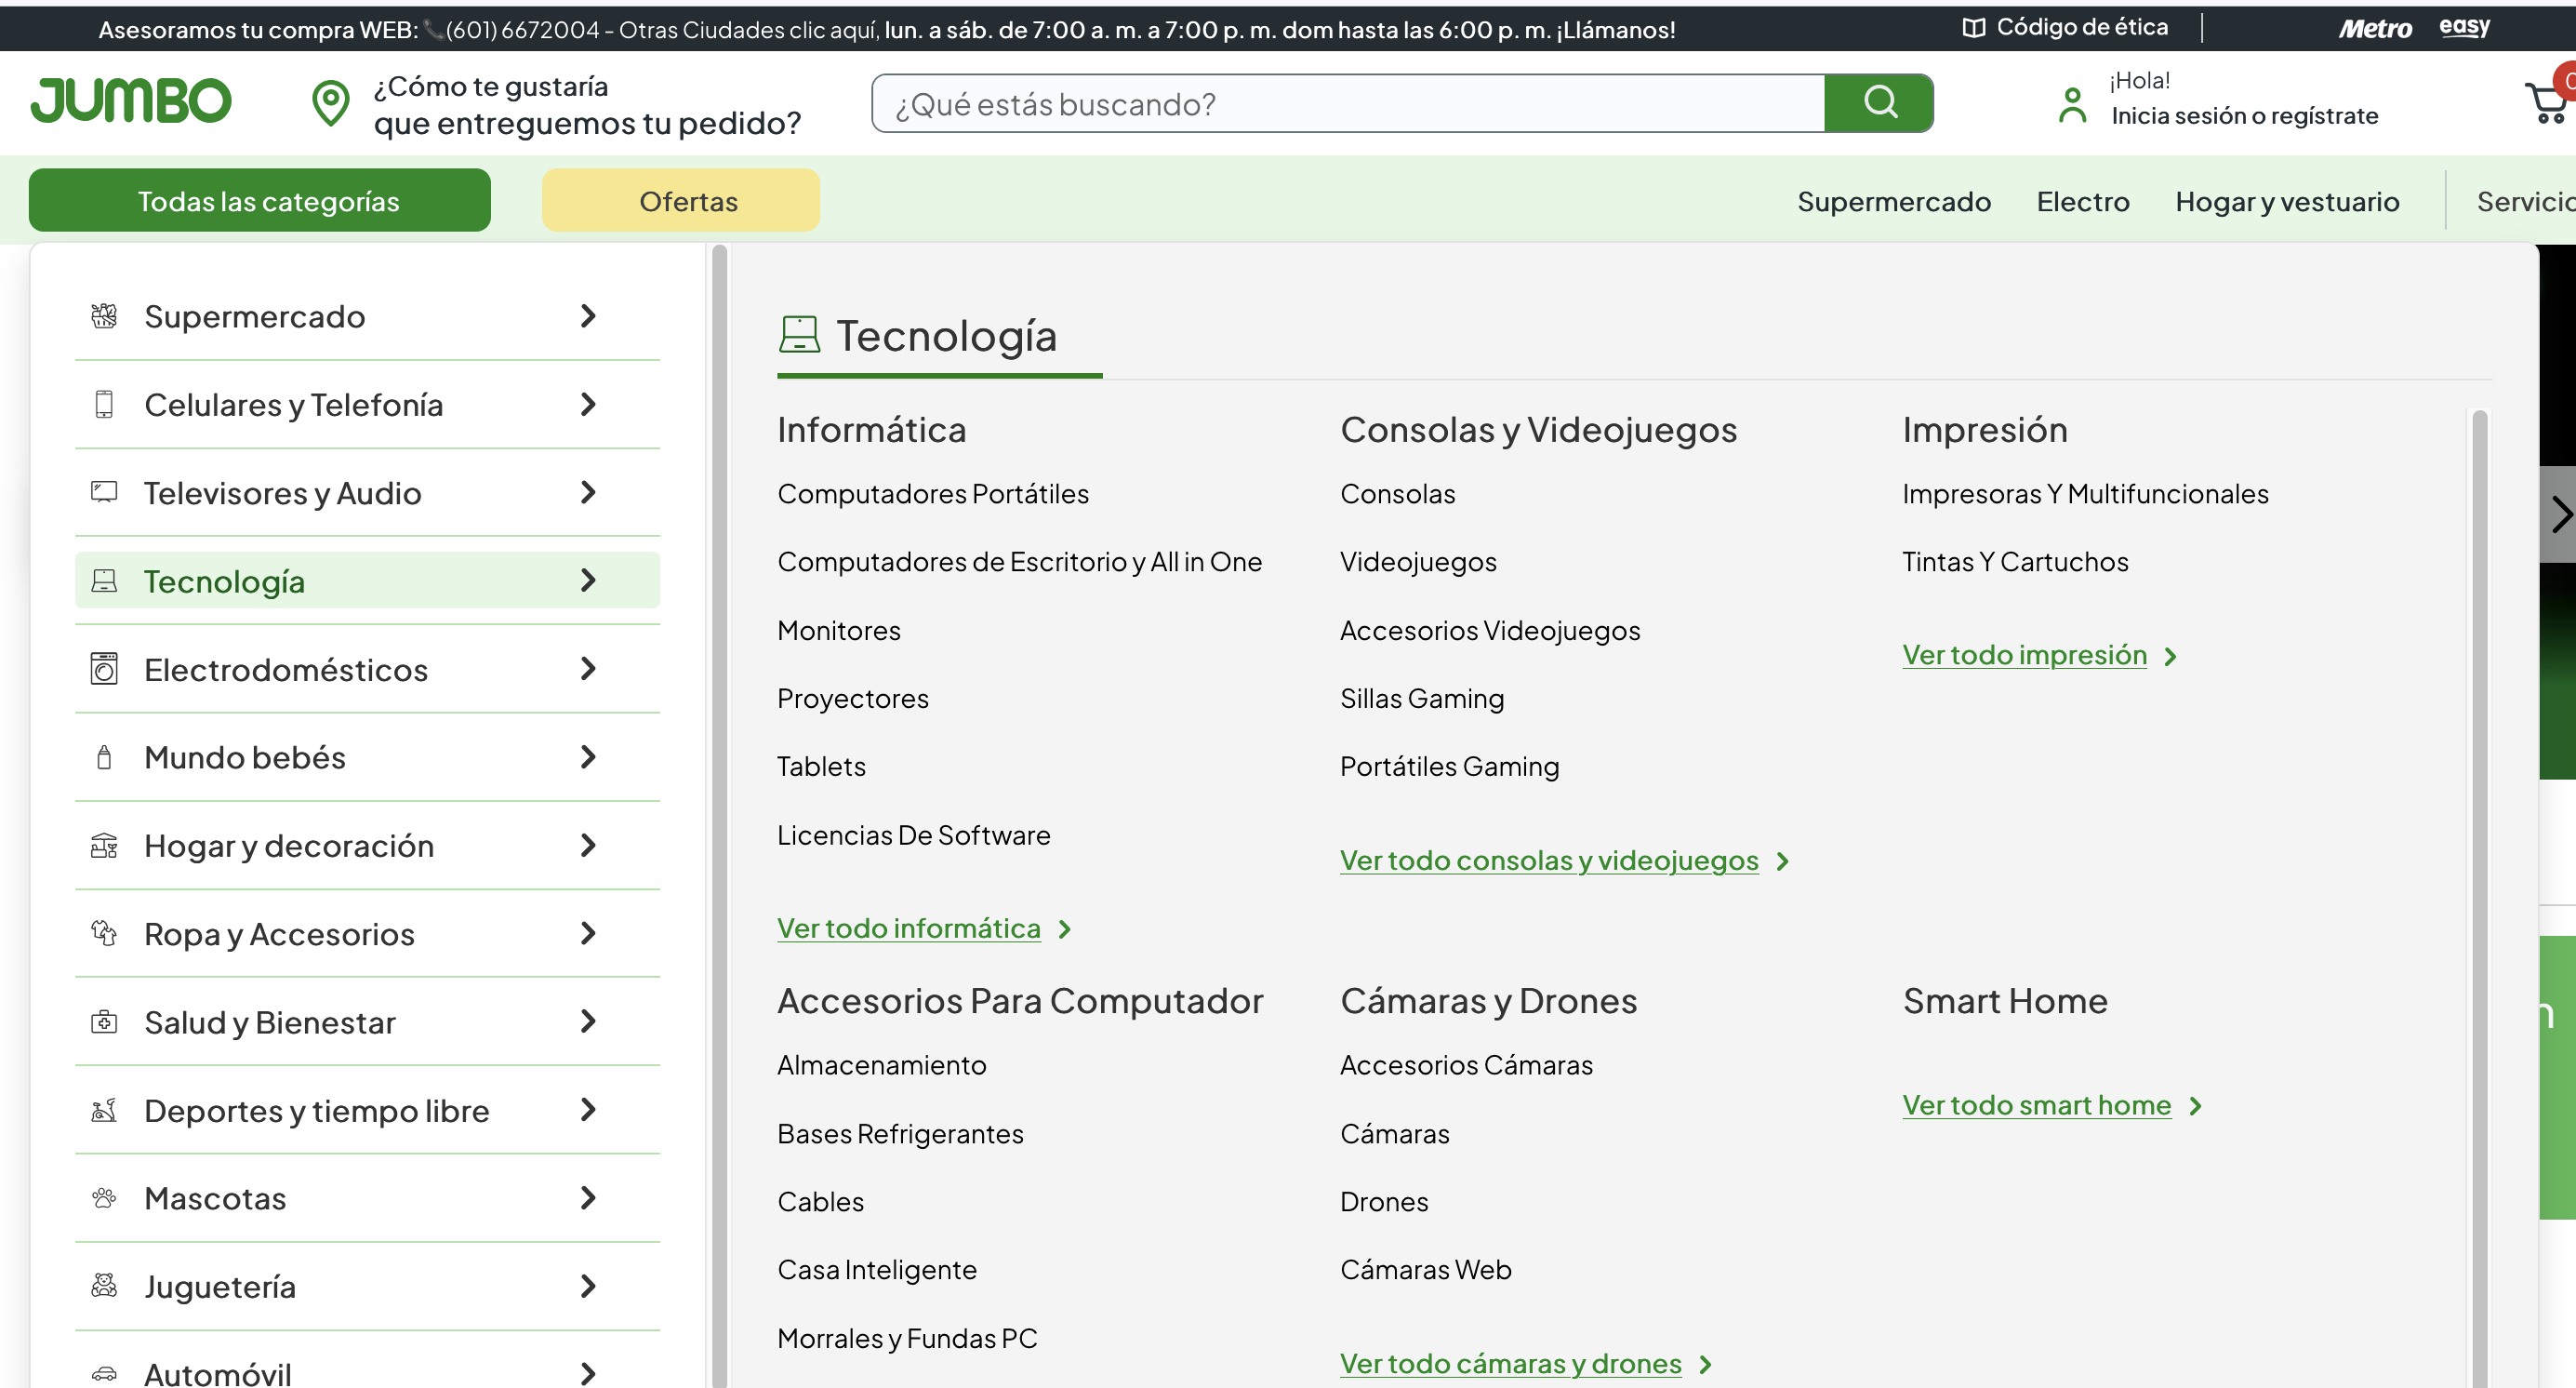 Asesoramos tu compra WEB: 📞(601) 6672004 - Otras Ciudades clic aquí, lun. a sáb. de 7:00 a. m. a 7:00 p. m. dom hasta las 6:00 p. m. ¡Llámanos!
Código de ética
Metro
easy
JUMBO
¿Cómo te gustaría
que entreguemos tu pedido?
¿Qué estás buscando?
¡Hola!
Inicia sesión o regístrate
Todas las categorías
Ofertas
Supermercado
Electro
Hogar y vestuario
Supermercado
Celulares y Telefonía
Televisores y Audio
Tecnología
Electrodomésticos
Mundo bebés
Hogar y decoración
Ropa y Accesorios
Salud y Bienestar
Deportes y tiempo libre
Mascotas
Juguetería
Automóvil
Tecnología
Informática
Computadores Portátiles
Computadores de Escritorio y All in One
Monitores
Proyectores
Tablets
Licencias De Software
Ver todo informática
Consolas y Videojuegos
Consolas
Videojuegos
Accesorios Videojuegos
Sillas Gaming
Portátiles Gaming
Ver todo consolas y videojuegos
Impresión
Impresoras Y Multifuncionales
Tintas Y Cartuchos
Ver todo impresión
Accesorios Para Computador
Almacenamiento
Bases Refrigerantes
Cables
Casa Inteligente
Morrales y Fundas PC
Cámaras y Drones
Accesorios Cámaras
Cámaras
Drones
Cámaras Web
Ver todo cámaras y drones
Smart Home
Ver todo smart home